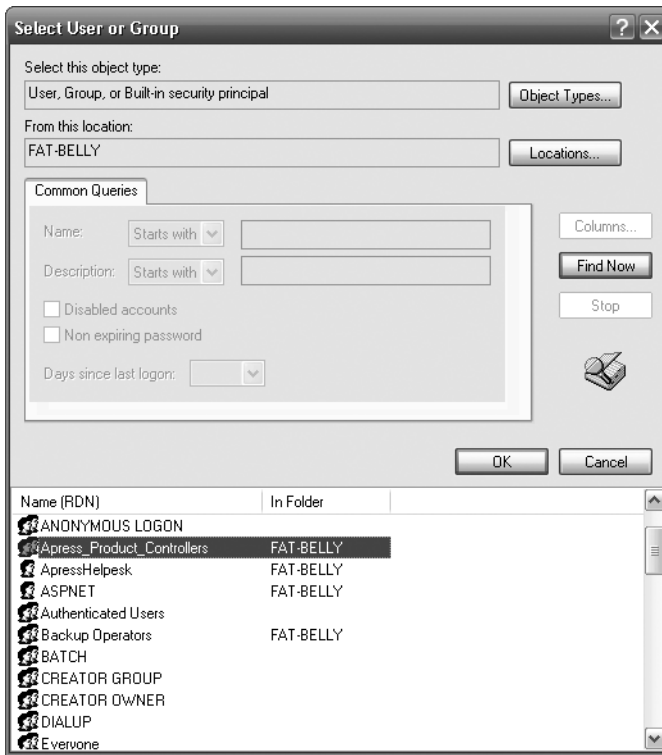 Select User or Group
Select this object type:
User, Group, or Built-in security principal
Object Types...
From this location:
FAT-BELLY
Locations...
Common Queries
Name:
Starts with
Columns...
Description:
Starts with
Find Now
Disabled accounts
Stop
Non expiring password
Days since last logon:
OK
Cancel
Name (RDN) In Folder
ANONYMOUS LOGON
Apress_Product_Controllers FAT-BELLY
ApressHelpesk FAT-BELLY
ASPNET FAT-BELLY
Authenticated Users
Backup Operators FAT-BELLY
BATCH
CREATOR GROUP
CREATOR OWNER
DIALUP
Everyone